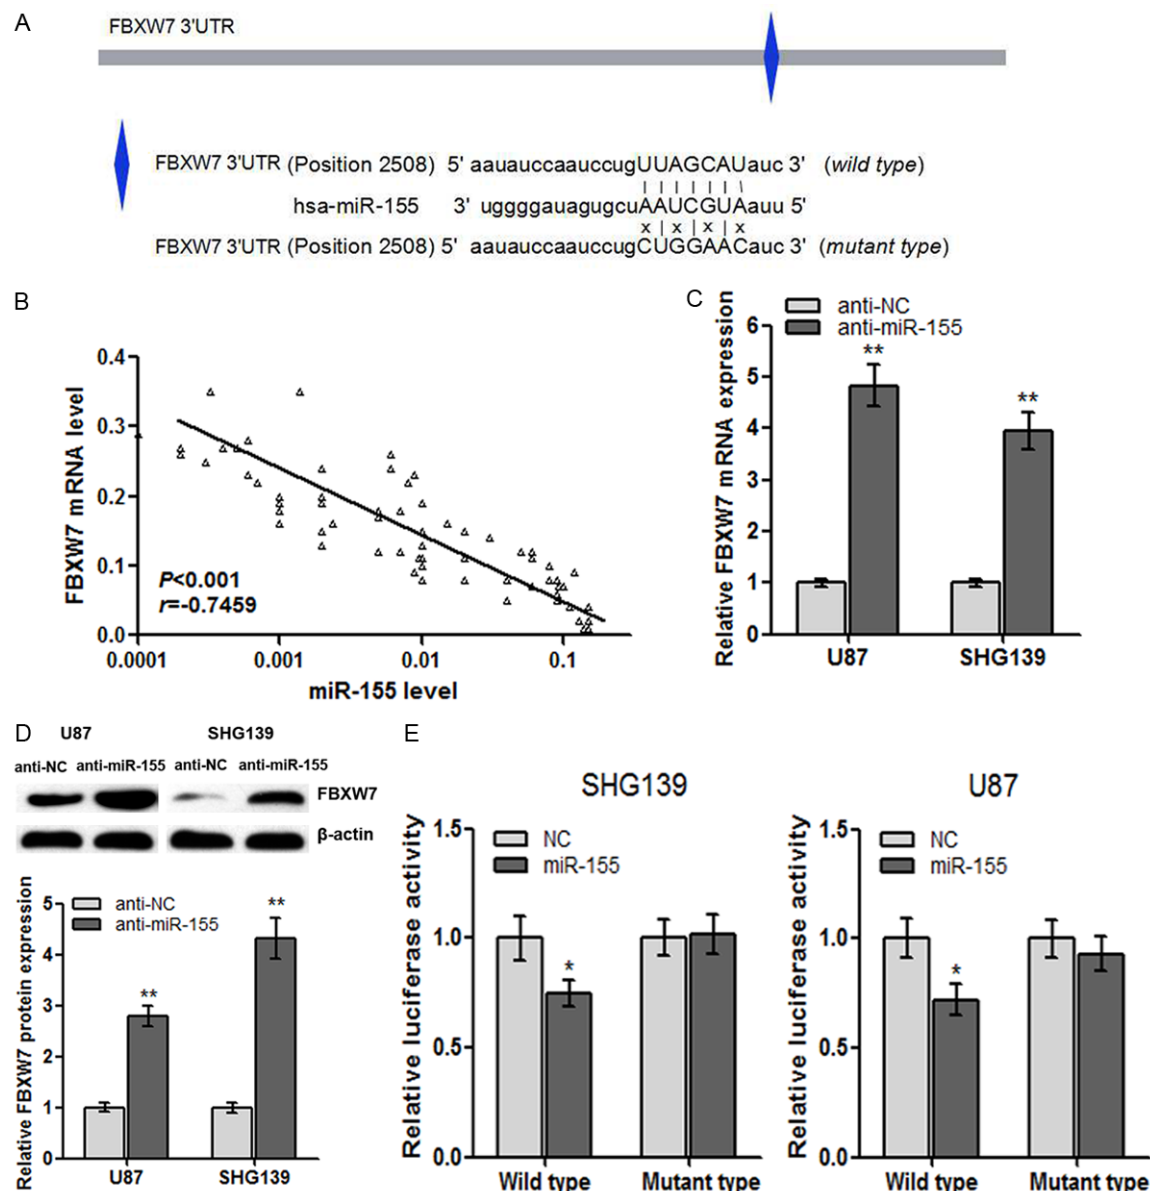 A
FBXW7 3'UTR
FBXW7 3'UTR (Position 2508) 5' aauauccaauccugUUAGCAUauc 3' (wild type)
hsa-miR-155 3' uggggauagugcuAAUCGUAauu 5'
x | x | x | x
FBXW7 3'UTR (Position 2508) 5' aauauccaauccugCUGGAACauc 3' (mutant type)
B
FBXW7 mRNA level
0.4
0.3
0.2
0.1
0.0
P<0.001
r=-0.7459
0.0001 0.001 0.01 0.1
miR-155 level
C
anti-NC
anti-miR-155
Relative FBXW7 mRNA expression
6
5
4
3
2
1
0
**
**
U87 SHG139
D
U87 SHG139
anti-NC anti-miR-155 anti-NC anti-miR-155
FBXW7
β-actin
anti-NC
anti-miR-155
Relative FBXW7 protein expression
5
4
3
2
1
0
**
**
U87 SHG139
E
SHG139
NC
miR-155
Relative luciferase activity
1.5
1.0
0.5
0.0
*
Wild type Mutant type
U87
NC
miR-155
Relative luciferase activity
1.5
1.0
0.5
0.0
*
Wild type Mutant type